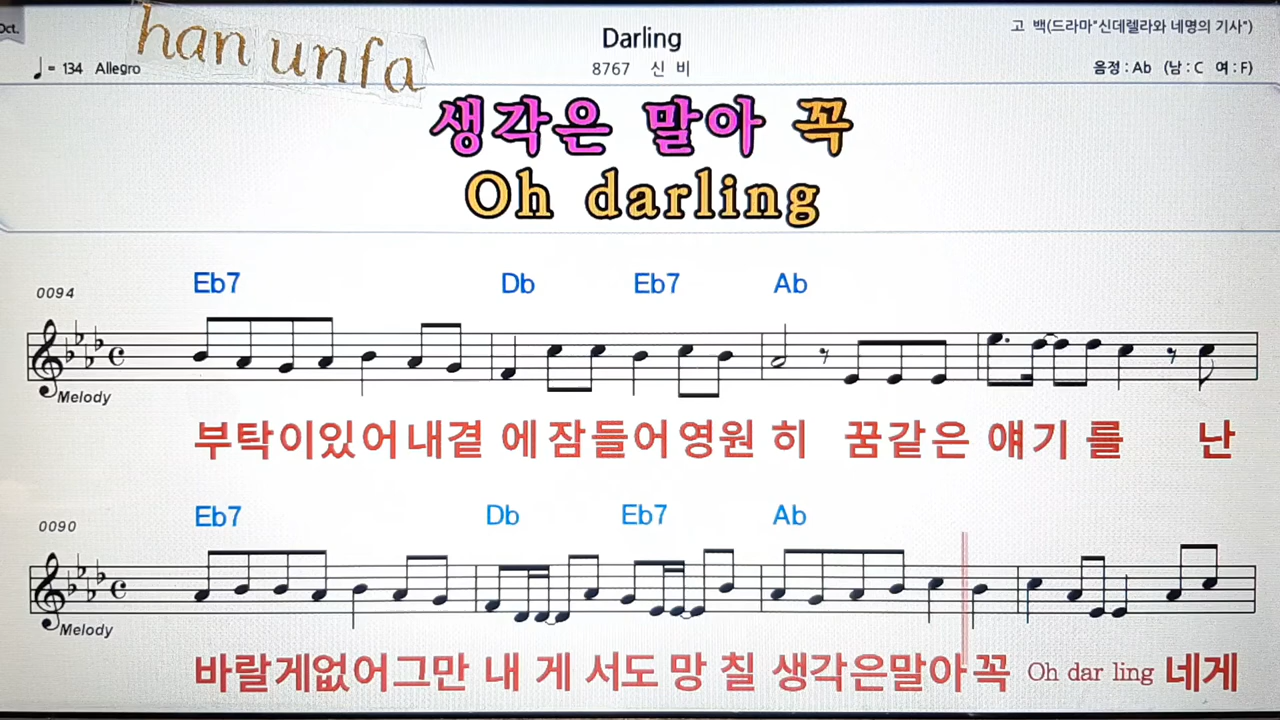 Oct.
han unfa
Darling
고 백(드라마"신데렐라와 네명의 기사")
♩= 134 Allegro
8767 신 비
음정 : Ab (남 : C 여 : F)
생각은 말아 꼭
Oh darling
0094
Eb7 Db Eb7 Ab
Melody
부탁이있어내곁 에잠들어영원 히 꿈같은 얘기 를 난
0090
Eb7 Db Eb7 Ab
Melody
바랄게없어그만 내 게 서도 망 칠 생각은말아꼭 Oh dar ling 네게